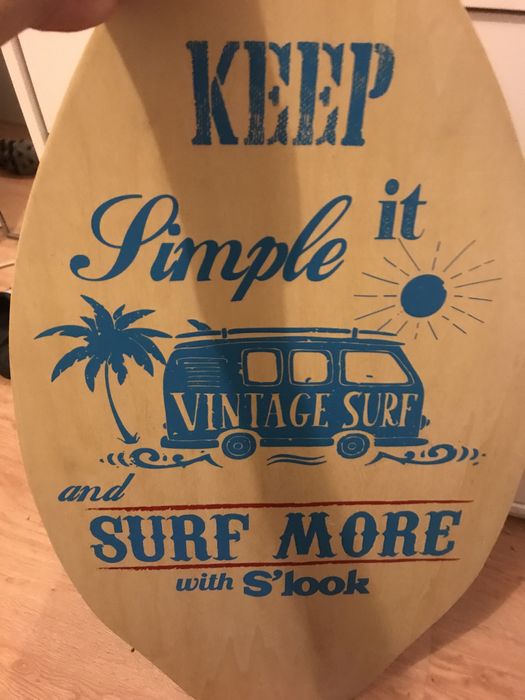 KEEP
Simple it
VINTAGE SURF
and
SURF MORE
with S'look